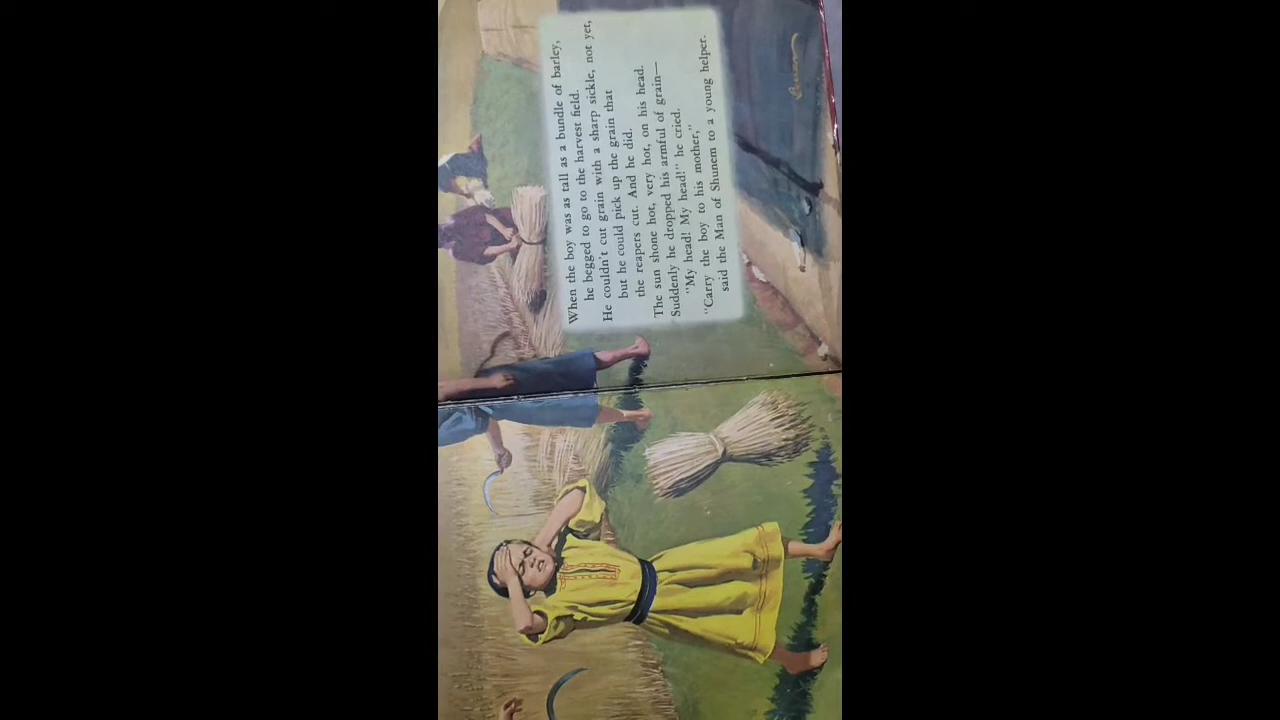 When the boy was as tall as a bundle of barley,
he begged to go to the harvest field.
He couldn't cut grain with a sharp sickle, not yet,
but he could pick up the grain that
the reapers cut. And he did.
The sun shone hot, very hot, on his head.
Suddenly he dropped his armful of grain—
"My head! My head!" he cried.
"Carry the boy to his mother,"
said the Man of Shunem to a young helper.